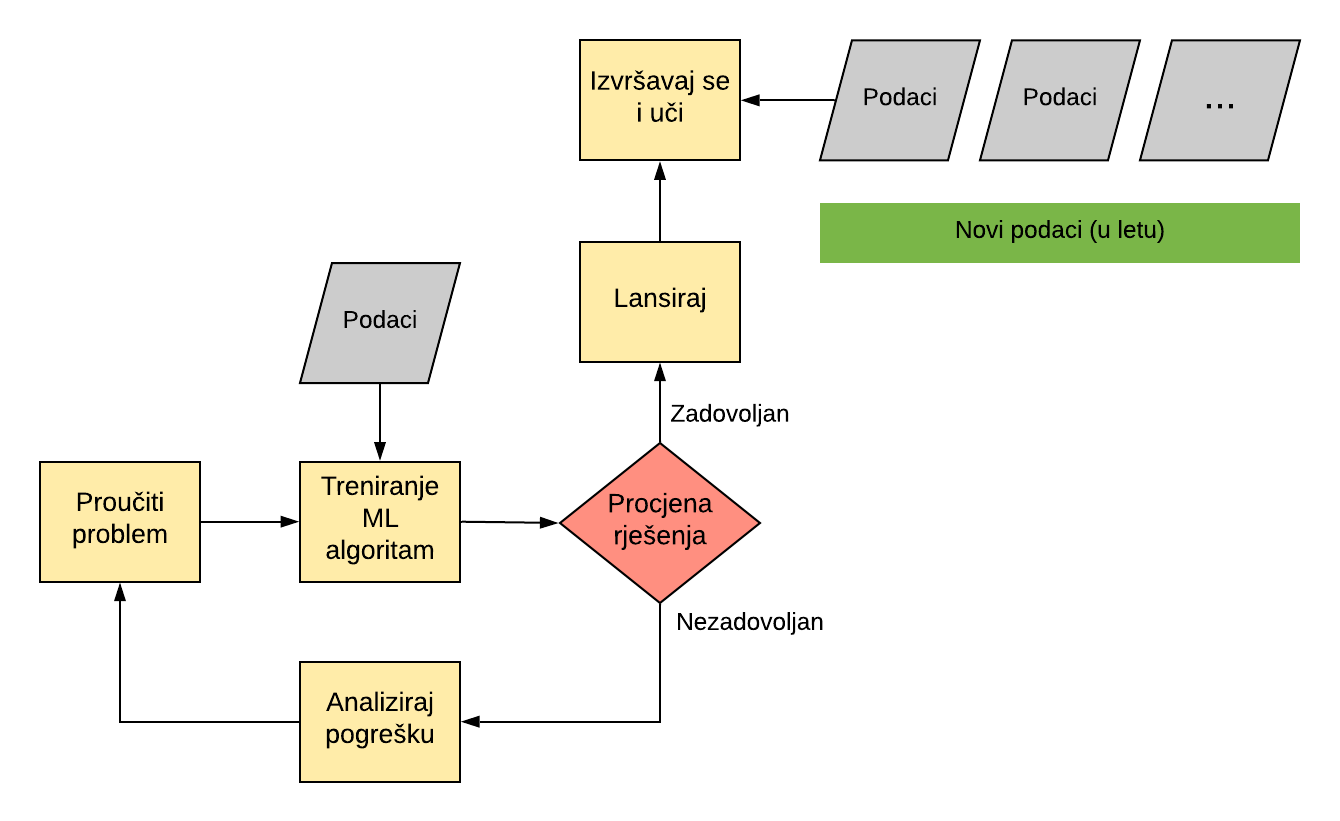 Izvršavaj se
i uči
Podaci
Podaci
...
Novi podaci (u letu)
Lansiraj
Podaci
Zadovoljan
Proučiti
problem
Treniranje
ML
algoritam
Procjena
rješenja
Nezadovoljan
Analiziraj
pogrešku